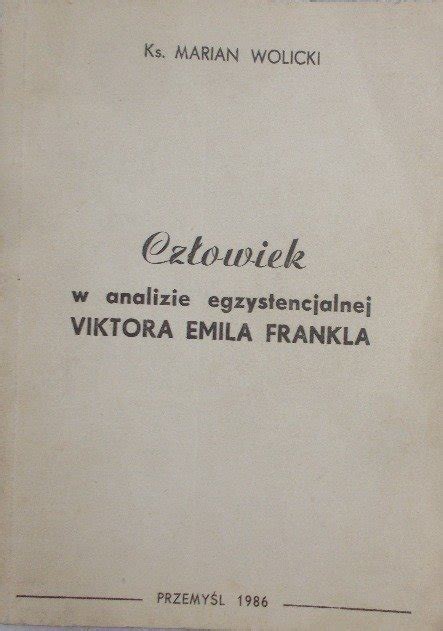 Ks. MARIAN WOLICKI
Człowiek
w analizie egzystencjalnej
VIKTORA EMILA FRANKLA
PRZEMYŚL 1986